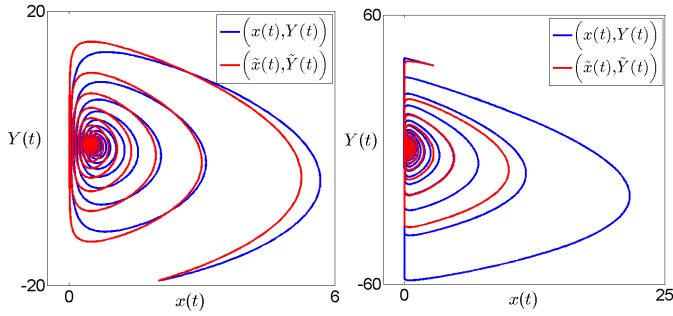 20
(x(t),Y(t))
(x̃(t),Ỹ(t))
Y(t)
-20
0
x(t)
6
60
(x(t),Y(t))
(x̃(t),Ỹ(t))
Y(t)
-60
0
x(t)
25